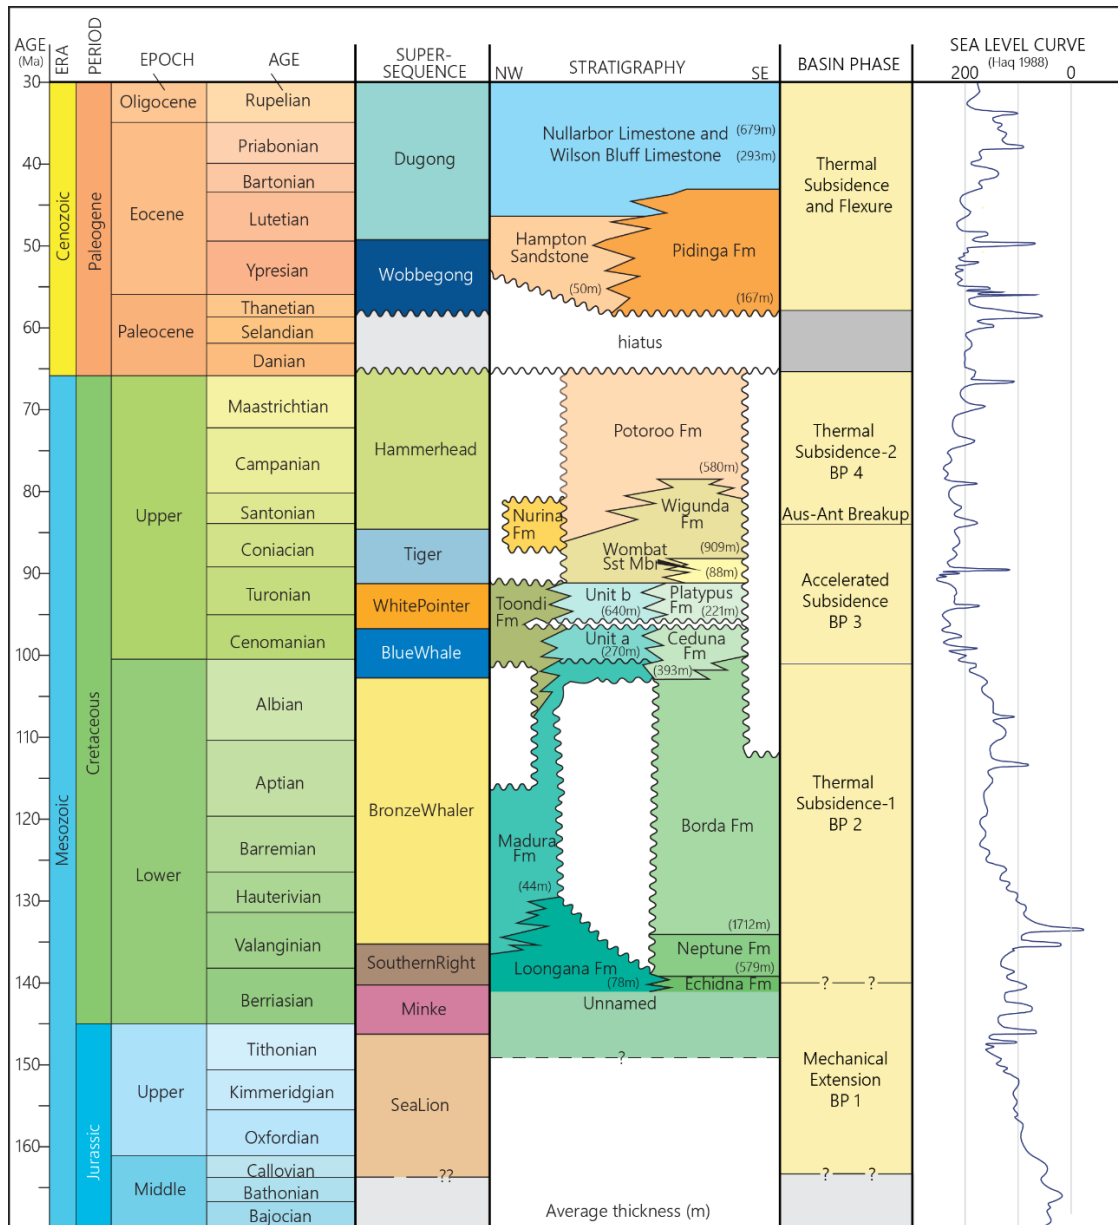 AGE
(Ma)
ERA
PERIOD
EPOCH
AGE
SUPER-
SEQUENCE
NW
STRATIGRAPHY
SE
BASIN PHASE
SEA LEVEL CURVE
(Haq 1988)
200
0
30
40
50
60
70
80
90
100
110
120
130
140
150
160
Cenozoic
Mesozoic
Paleogene
Cretaceous
Jurassic
Oligocene
Eocene
Paleocene
Upper
Lower
Upper
Middle
Rupelian
Priabonian
Bartonian
Lutetian
Ypresian
Thanetian
Selandian
Danian
Maastrichtian
Campanian
Santonian
Coniacian
Turonian
Cenomanian
Albian
Aptian
Barremian
Hauterivian
Valanginian
Berriasian
Tithonian
Kimmeridgian
Oxfordian
Callovian
Bathonian
Bajocian
Dugong
Wobbegong
Hammerhead
Tiger
WhitePointer
BlueWhale
BronzeWhaler
SouthernRight
Minke
SeaLion
??
Nullarbor Limestone and (679m)
Wilson Bluff Limestone (293m)
Hampton
Sandstone
(50m)
Pidinga Fm
(167m)
hiatus
Potoroo Fm
(580m)
Nurina
Fm
Wigunda
Fm
(909m)
Wombat
Sst Mbr
(88m)
Toondi
Fm
Unit b
(640m)
Platypus
Fm (221m)
Unit a
(270m)
Ceduna
Fm
(393m)
Madura
Fm
(44m)
Borda Fm
(1712m)
Neptune Fm
(579m)
Loongana Fm
(78m)
Echidna Fm
Unnamed
?
Average thickness (m)
Thermal
Subsidence
and Flexure
Thermal
Subsidence-2
BP 4
Aus-Ant Breakup
Accelerated
Subsidence
BP 3
Thermal
Subsidence-1
BP 2
? ?
Mechanical
Extension
BP 1
? ?